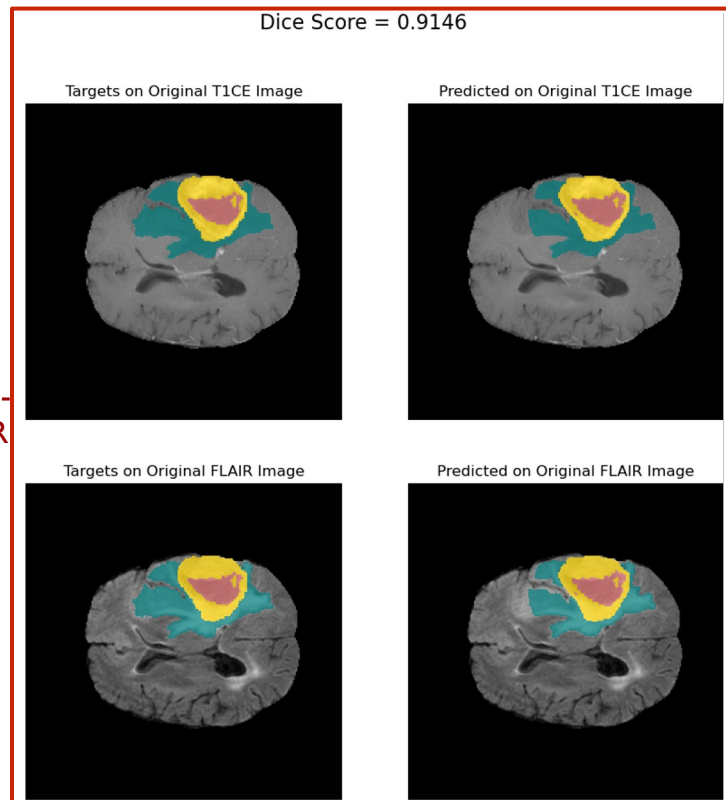 Dice Score = 0.9146
Targets on Original T1CE Image
Predicted on Original T1CE Image
-
R
Targets on Original FLAIR Image
Predicted on Original FLAIR Image